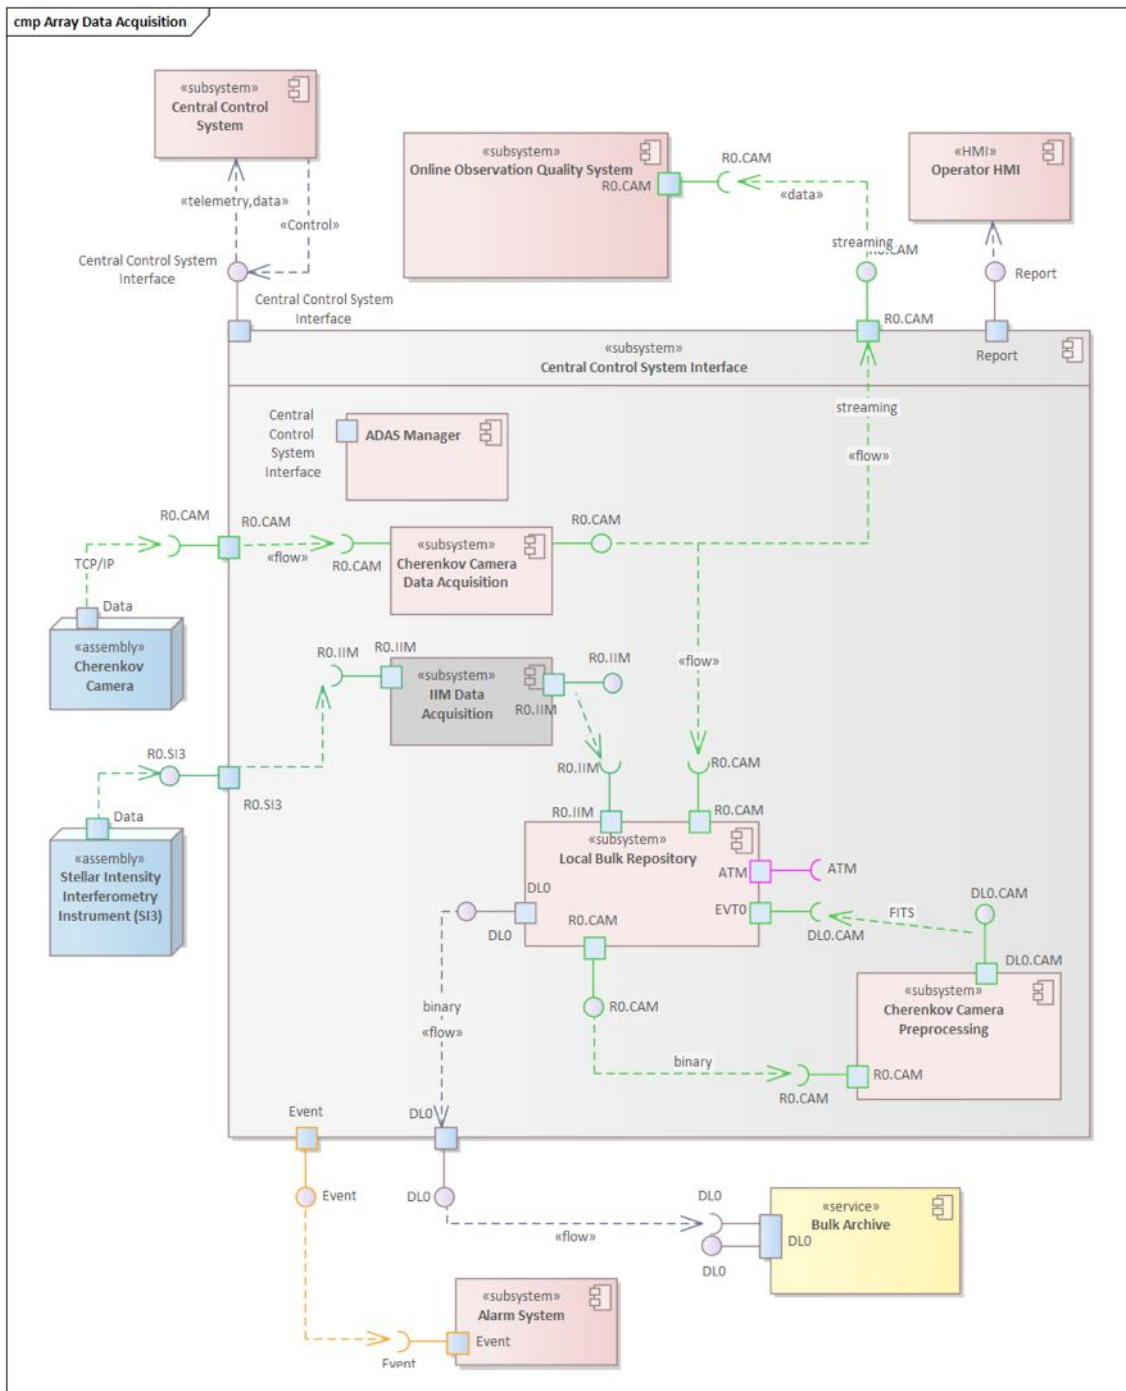 cmp Array Data Acquisition
«subsystem»
Central Control
System
«telemetry,data»
«Control»
Central Control System
Interface
Central Control System
Interface
«subsystem»
Online Observation Quality System
R0.CAM
R0.CAM
«data»
streaming
R0.CAM
R0.CAM
«HMI»
Operator HMI
Report
Report
«subsystem»
Central Control System Interface
Central
Control
System
Interface
ADAS Manager
streaming
«flow»
R0.CAM
R0.CAM
«flow»
R0.CAM
TCP/IP
«subsystem»
Cherenkov Camera
Data Acquisition
R0.CAM
Data
«assembly»
Cherenkov
Camera
R0.IIM
R0.IIM
«subsystem»
IIM Data
Acquisition
R0.IIM
R0.IIM
«flow»
R0.SI3
R0.SI3
R0.IIM
R0.CAM
Data
«assembly»
Stellar Intensity
Interferometry
Instrument (SI3)
R0.IIM
R0.CAM
«subsystem»
Local Bulk Repository
ATM
ATM
DL0
DL0
R0.CAM
EVT0
DL0.CAM
FITS
DL0.CAM
DL0.CAM
«subsystem»
Cherenkov Camera
Preprocessing
R0.CAM
binary
«flow»
binary
R0.CAM
R0.CAM
Event
DL0
Event
DL0
«flow»
DL0
DL0
DL0
«service»
Bulk Archive
«subsystem»
Alarm System
Event
Event